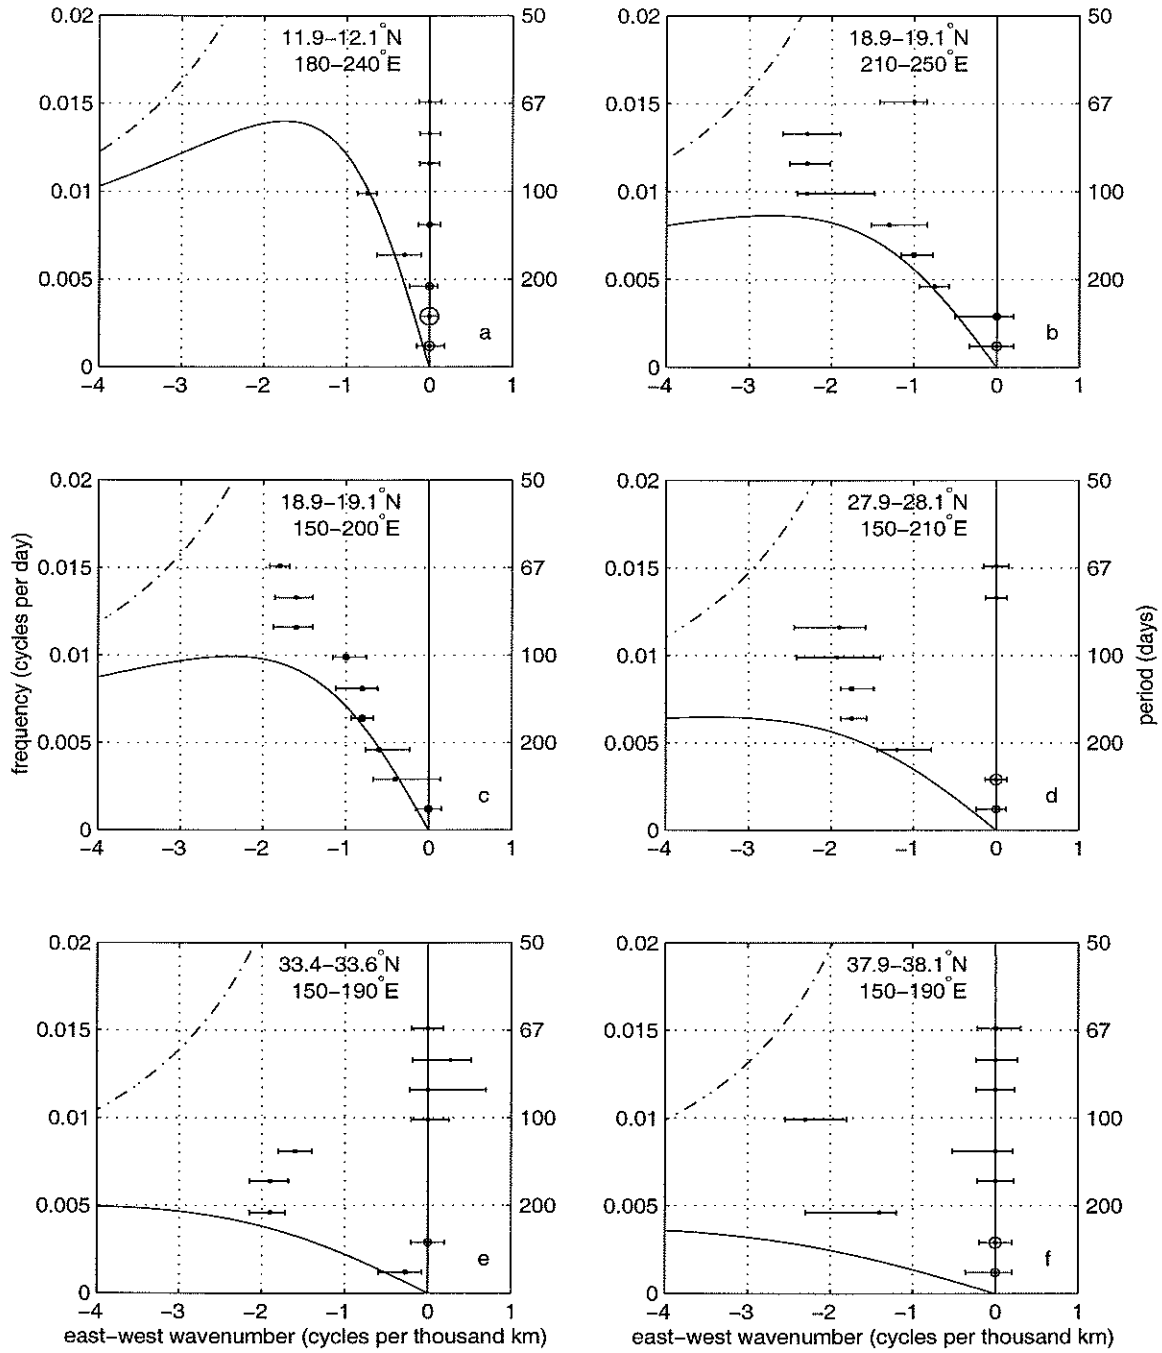 0.02
50
11.9−12.1°N
180−240°E
0.015
67
0.01
100
0.005
200
a
0
−4 −3 −2 −1 0 1
0.02
50
18.9−19.1°N
210−250°E
0.015
67
0.01
100
0.005
200
b
0
−4 −3 −2 −1 0 1
0.02
50
18.9−19.1°N
150−200°E
0.015
67
0.01
100
0.005
200
c
0
−4 −3 −2 −1 0 1
frequency (cycles per day)
0.02
50
27.9−28.1°N
150−210°E
0.015
67
0.01
100
0.005
200
d
0
−4 −3 −2 −1 0 1
period (days)
0.02
50
33.4−33.6°N
150−190°E
0.015
67
0.01
100
0.005
200
e
0
−4 −3 −2 −1 0 1
east−west wavenumber (cycles per thousand km)
0.02
50
37.9−38.1°N
150−190°E
0.015
67
0.01
100
0.005
200
f
0
−4 −3 −2 −1 0 1
east−west wavenumber (cycles per thousand km)